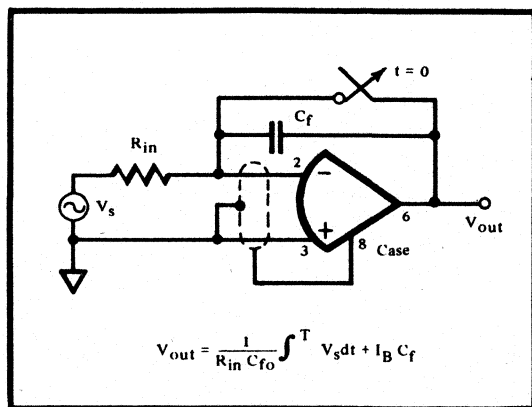 t = 0
C_f
R_in
2
−
V_s
6
V_out
+
8
3
Case
V_out = 1 / R_in C_fo ∫^T V_s dt + I_B C_f